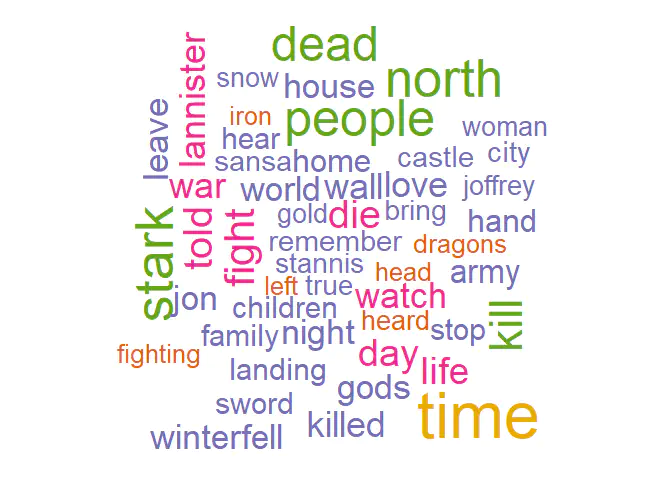 dead
snow house north
lannister
leave
iron people woman
hear
sansa home castle city
war world wall love joffrey
stark told fight gold die bring hand
remember dragons
stannis head army
jon left true watch
children heard stop kill
family night
fighting day
landing life
gods
sword time
winterfell killed